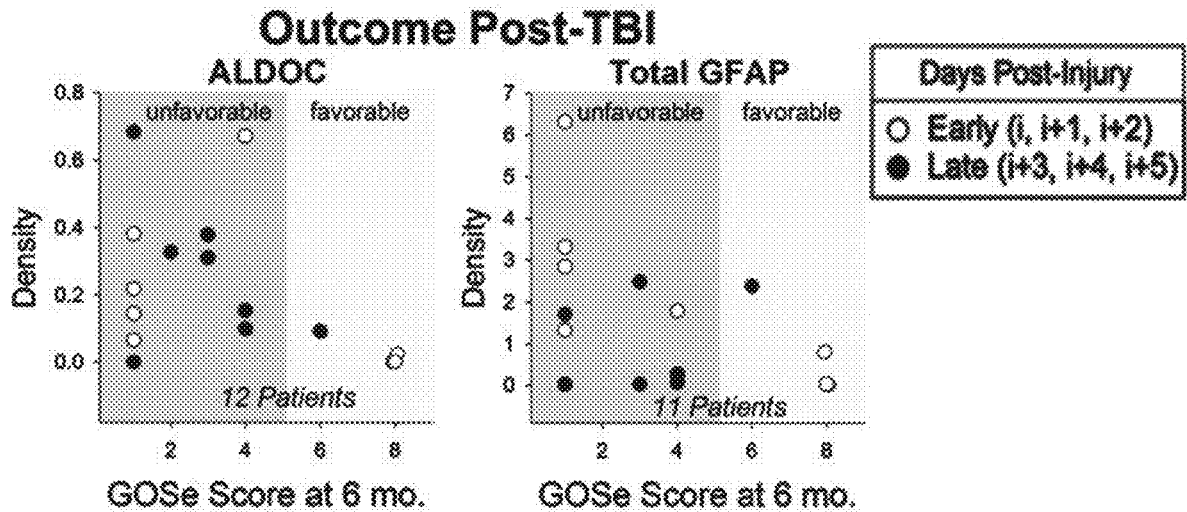 Outcome Post-TBI
ALDOC
unfavorable favorable
0.8
0.6
0.4
0.2
0.0
Density
12 Patients
2 4 6 8
GOSe Score at 6 mo.
Total GFAP
unfavorable favorable
7
6
5
4
3
2
1
0
Density
11 Patients
2 4 6 8
GOSe Score at 6 mo.
Days Post-Injury
Early (i, i+1, i+2)
Late (i+3, i+4, i+5)